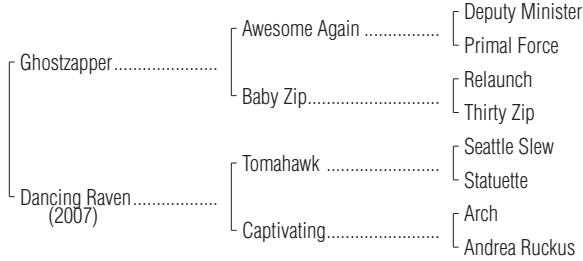 Deputy Minister
Awesome Again ..................
Primal Force
Ghostzapper.........................
Relaunch
Baby Zip................................
Thirty Zip
Seattle Slew
Tomahawk ...........................
Statuette
Dancing Raven.....................
(2007)
Arch
Captivating...........................
Andrea Ruckus